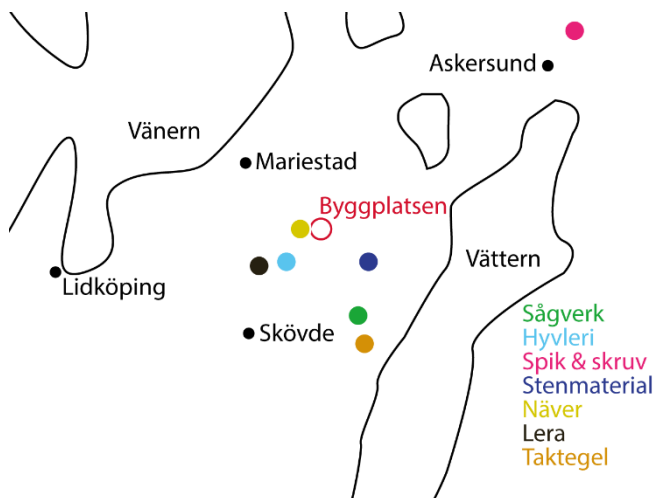 Askersund
Vänern
Mariestad
Byggplatsen
Vättern
Lidköping
Skövde
Sågverk
Hyvleri
Spik & skruv
Stenmaterial
Näver
Lera
Taktegel